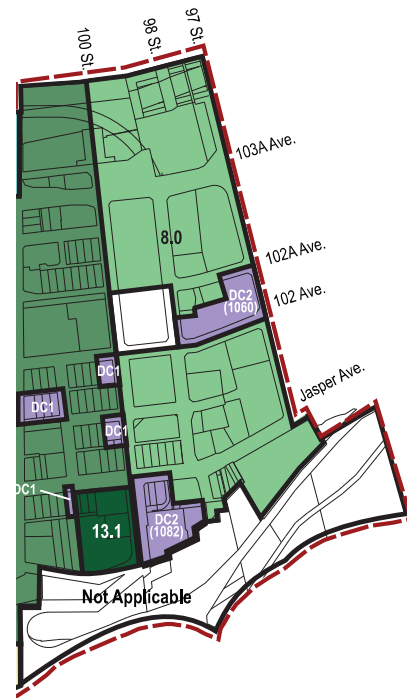 100 St.
98 St.
97 St.
103A Ave.
8.0
102A Ave.
DC2
(1060)
102 Ave.
DC1
Jasper Ave.
DC1
DC1
DC1
13.1
DC2
(1082)
Not Applicable